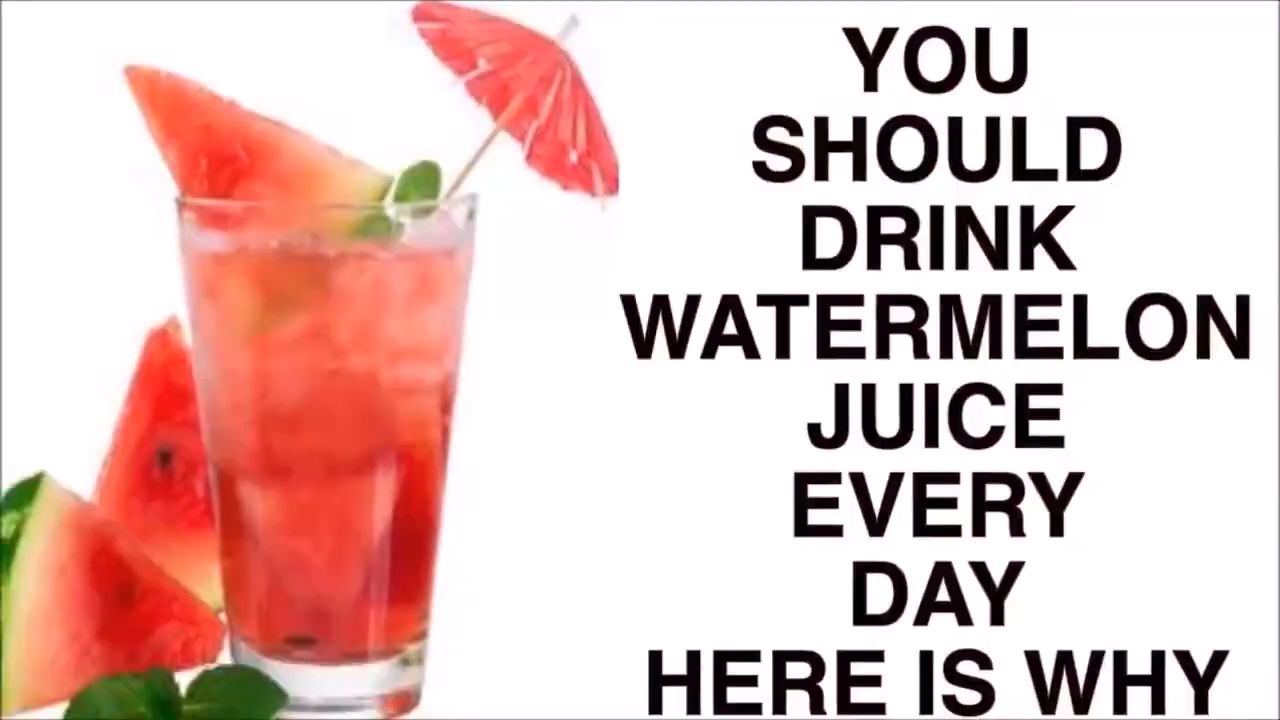 YOU
SHOULD
DRINK
WATERMELON
JUICE
EVERY
DAY
HERE IS WHY